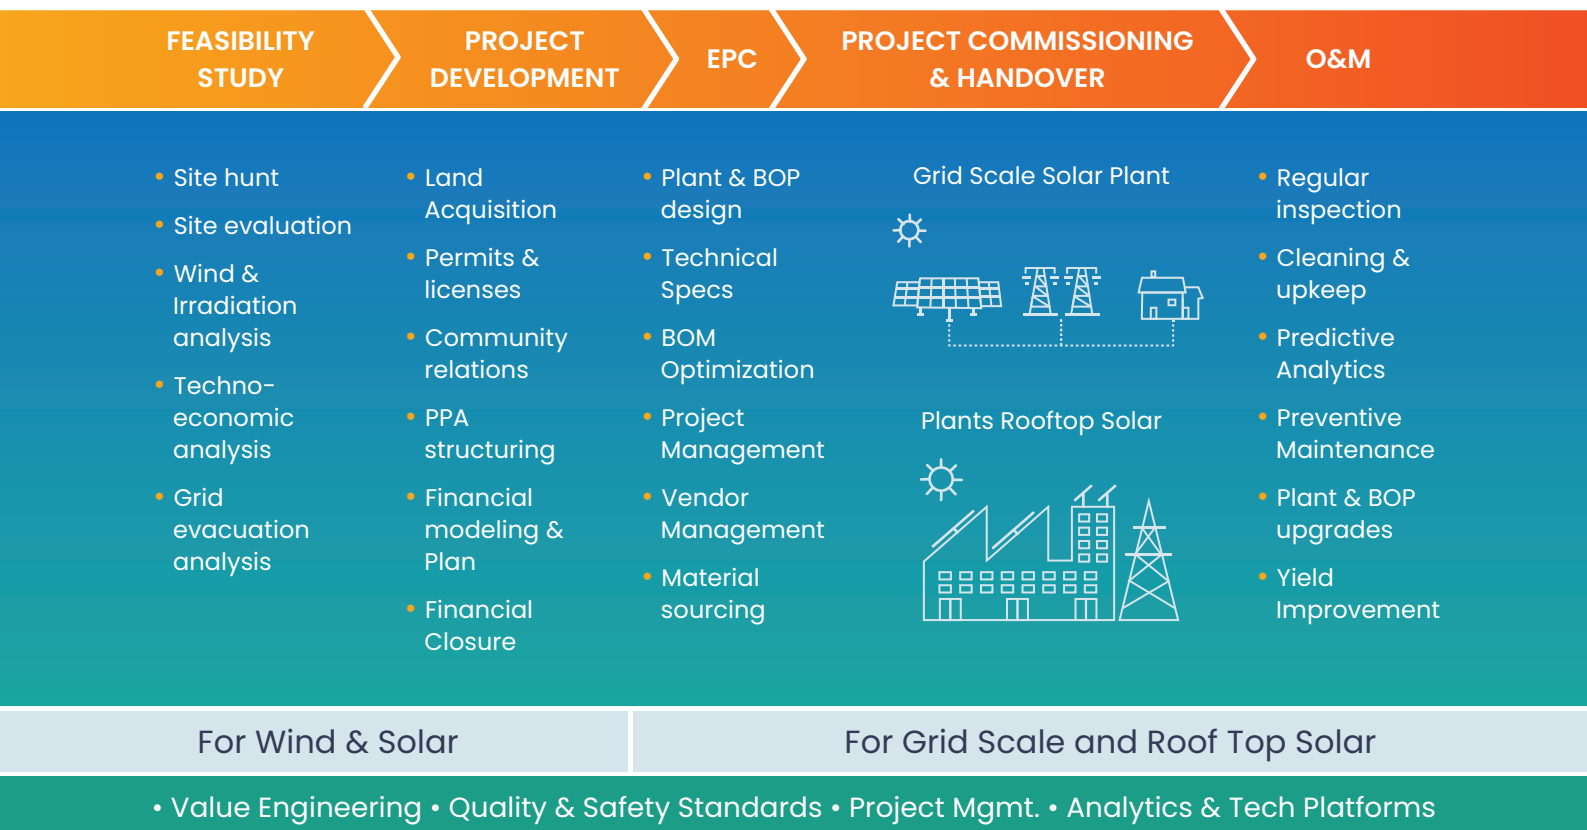 FEASIBILITY
STUDY
PROJECT
DEVELOPMENT
EPC
PROJECT COMMISSIONING
& HANDOVER
O&M
• Site hunt
• Site evaluation
• Wind &
Irradiation
analysis
• Techno-
economic
analysis
• Grid
evacuation
analysis
• Land
Acquisition
• Permits &
licenses
• Community
relations
• PPA
structuring
• Financial
modeling &
Plan
• Financial
Closure
• Plant & BOP
design
• Technical
Specs
• BOM
Optimization
• Project
Management
• Vendor
Management
• Material
sourcing
Grid Scale Solar Plant
Plants Rooftop Solar
• Regular
inspection
• Cleaning &
upkeep
• Predictive
Analytics
• Preventive
Maintenance
• Plant & BOP
upgrades
• Yield
Improvement
For Wind & Solar
For Grid Scale and Roof Top Solar
• Value Engineering • Quality & Safety Standards • Project Mgmt. • Analytics & Tech Platforms